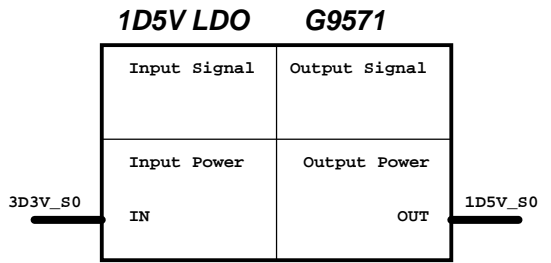 1D5V LDO G9571
Input Signal Output Signal
Input Power Output Power
3D3V_S0 IN OUT 1D5V_S0